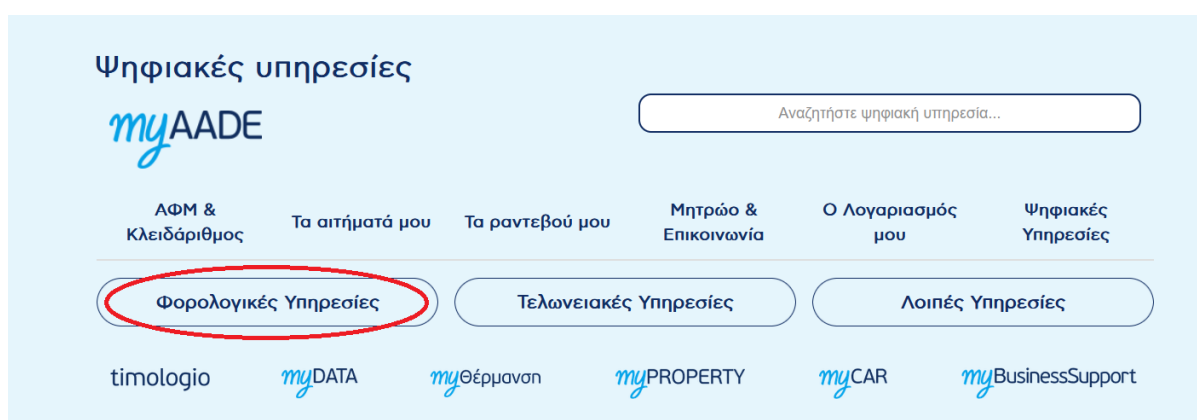 Ψηφιακές υπηρεσίες
myAADE
Αναζητήστε ψηφιακή υπηρεσία...
ΑΦΜ &
Κλειδάριθμος
Τα αιτήματά μου
Τα ραντεβού μου
Μητρώο &
Επικοινωνία
Ο Λογαριασμός
μου
Ψηφιακές
Υπηρεσίες
Φορολογικές Υπηρεσίες
Τελωνειακές Υπηρεσίες
Λοιπές Υπηρεσίες
timologio
myDATA
myΘέρμανση
myPROPERTY
myCAR
myBusinessSupport